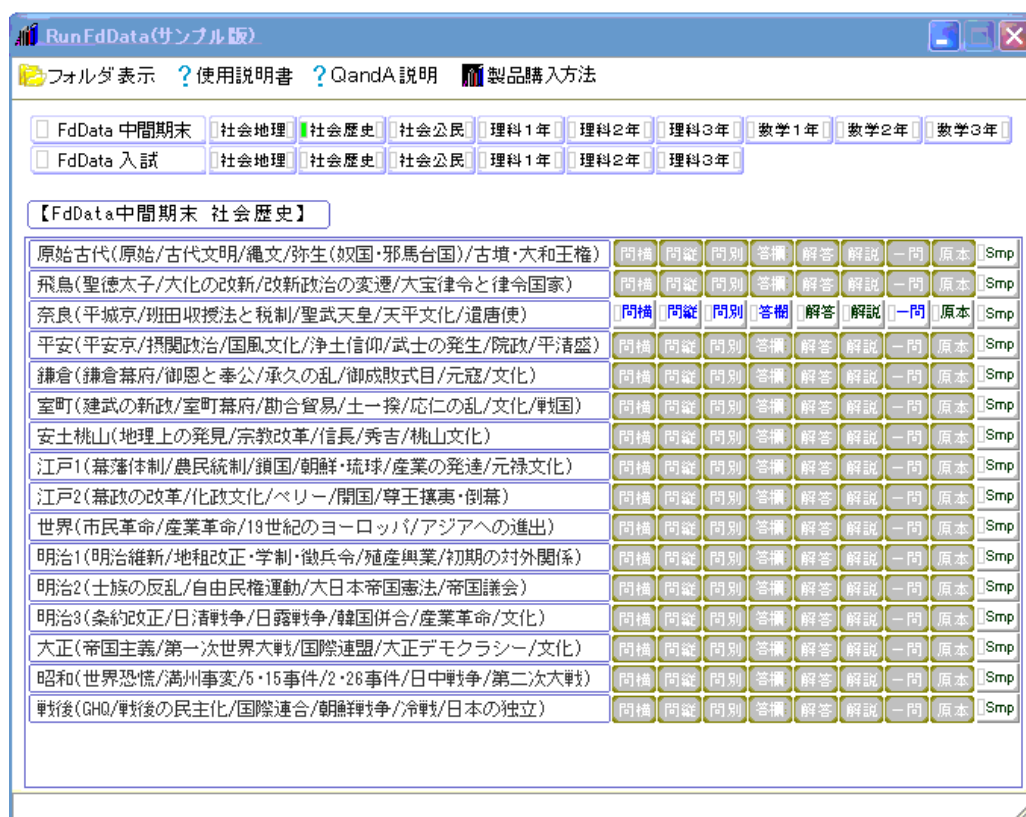 RunFdData(サンプル版)
フォルダ表示 ?使用説明書 ?QandA説明 製品購入方法
FdData 中間期末 社会地理 社会歴史 社会公民 理科1年 理科2年 理科3年 数学1年 数学2年 数学3年
FdData 入試 社会地理 社会歴史 社会公民 理科1年 理科2年 理科3年
【FdData中間期末 社会歴史】
原始古代(原始/古代文明/縄文/弥生(奴国・邪馬台国)/古墳・大和王権) 問横 問縦 問別 答欄 解答 解説 一問 原本 Smp
飛鳥(聖徳太子/大化の改新/改新政治の変遷/大宝律令と律令国家) 問横 問縦 問別 答欄 解答 解説 一問 原本 Smp
奈良(平城京/班田収授法と税制/聖武天皇/天平文化/遣唐使) 問横 問縦 問別 答欄 解答 解説 一問 原本 Smp
平安(平安京/摂関政治/国風文化/浄土信仰/武士の発生/院政/平清盛) 問横 問縦 問別 答欄 解答 解説 一問 原本 Smp
鎌倉(鎌倉幕府/御恩と奉公/承久の乱/御成敗式目/元寇/文化) 問横 問縦 問別 答欄 解答 解説 一問 原本 Smp
室町(建武の新政/室町幕府/勘合貿易/土一揆/応仁の乱/文化/戦国) 問横 問縦 問別 答欄 解答 解説 一問 原本 Smp
安土桃山(地理上の発見/宗教改革/信長/秀吉/桃山文化) 問横 問縦 問別 答欄 解答 解説 一問 原本 Smp
江戸1(幕藩体制/農民統制/鎖国/朝鮮・琉球/産業の発達/元禄文化) 問横 問縦 問別 答欄 解答 解説 一問 原本 Smp
江戸2(幕政の改革/化政文化/ペリー/開国/尊王攘夷・倒幕) 問横 問縦 問別 答欄 解答 解説 一問 原本 Smp
世界(市民革命/産業革命/19世紀のヨーロッパ/アジアへの進出) 問横 問縦 問別 答欄 解答 解説 一問 原本 Smp
明治1(明治維新/地租改正・学制・徴兵令/殖産興業/初期の対外関係) 問横 問縦 問別 答欄 解答 解説 一問 原本 Smp
明治2(士族の反乱/自由民権運動/大日本帝国憲法/帝国議会) 問横 問縦 問別 答欄 解答 解説 一問 原本 Smp
明治3(条約改正/日清戦争/日露戦争/韓国併合/産業革命/文化) 問横 問縦 問別 答欄 解答 解説 一問 原本 Smp
大正(帝国主義/第一次世界大戦/国際連盟/大正デモクラシー/文化) 問横 問縦 問別 答欄 解答 解説 一問 原本 Smp
昭和(世界恐慌/満州事変/5・15事件/2・26事件/日中戦争/第二次大戦) 問横 問縦 問別 答欄 解答 解説 一問 原本 Smp
戦後(GHQ/戦後の民主化/国際連合/朝鮮戦争/冷戦/日本の独立) 問横 問縦 問別 答欄 解答 解説 一問 原本 Smp